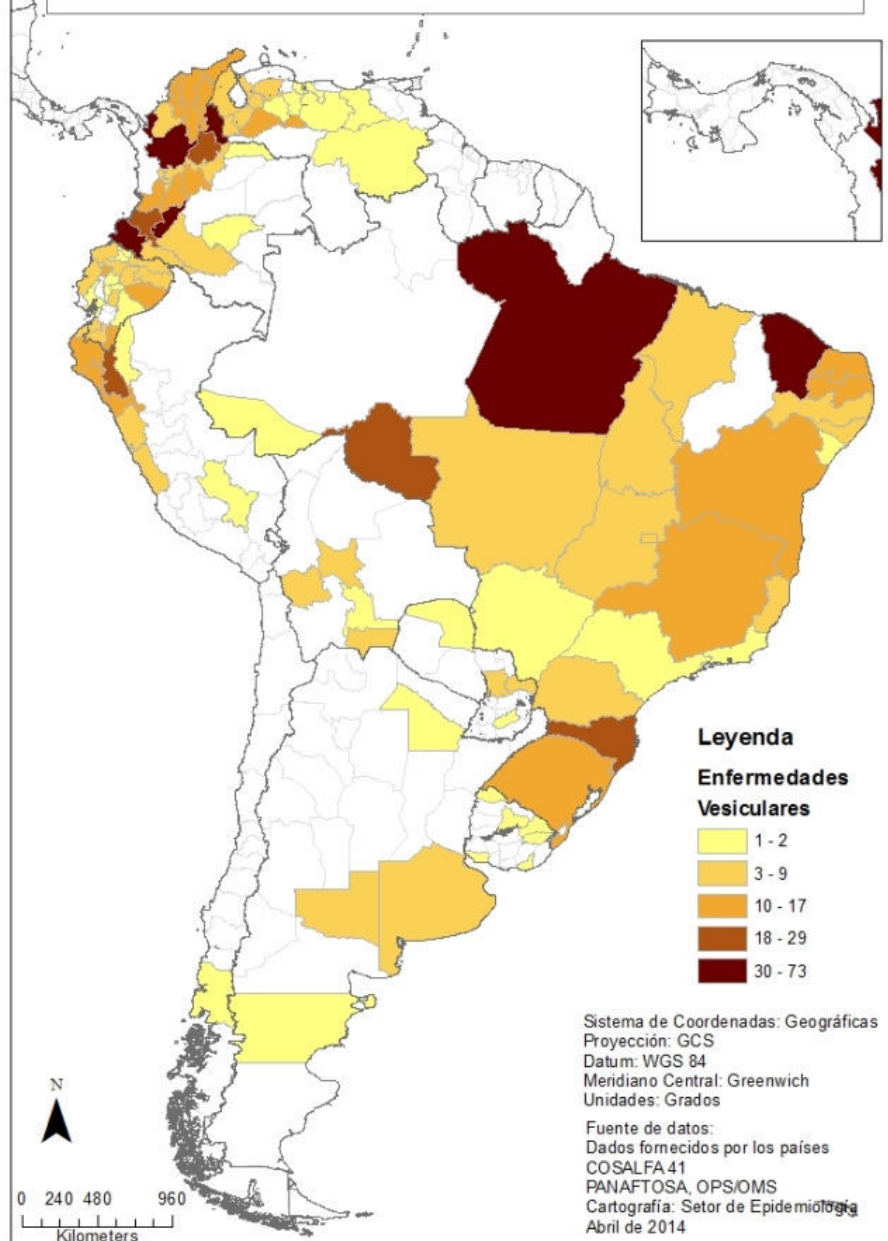 Leyenda
Enfermedades
Vesiculares
1 - 2
3 - 9
10 - 17
18 - 29
30 - 73
Sistema de Coordenadas: Geográficas
Proyección: GCS
Datum: WGS 84
Meridiano Central: Greenwich
Unidades: Grados
Fuente de datos:
Dados fornecidos por los países
COSALFA 41
PANAFTOSA, OPS/OMS
Cartografía: Setor de Epidemiología
Abril de 2014
N
0 240 480 960
Kilometers